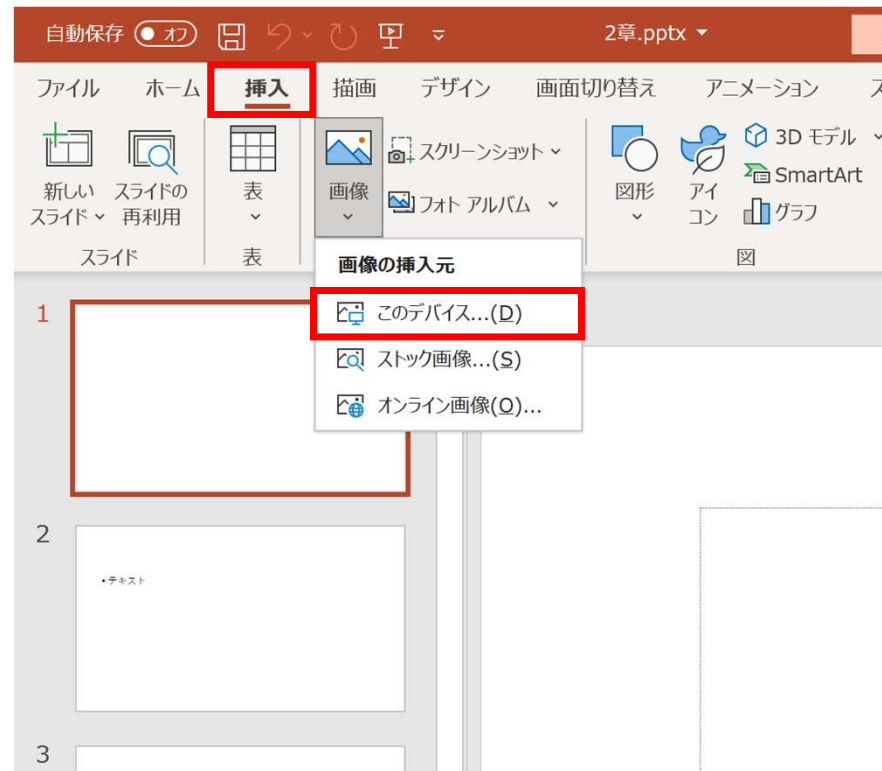 自動保存 オフ
2章.pptx
ファイル ホーム 挿入 描画 デザイン 画面切り替え アニメーション
新しい
スライド
スライドの
再利用
スライド
表
表
画像
スクリーンショット
フォト アルバム
図形
アイ
コン
3D モデル
SmartArt
グラフ
図
画像の挿入元
このデバイス...(D)
ストック画像...(S)
オンライン画像(O)...
1
2
•テキスト
3